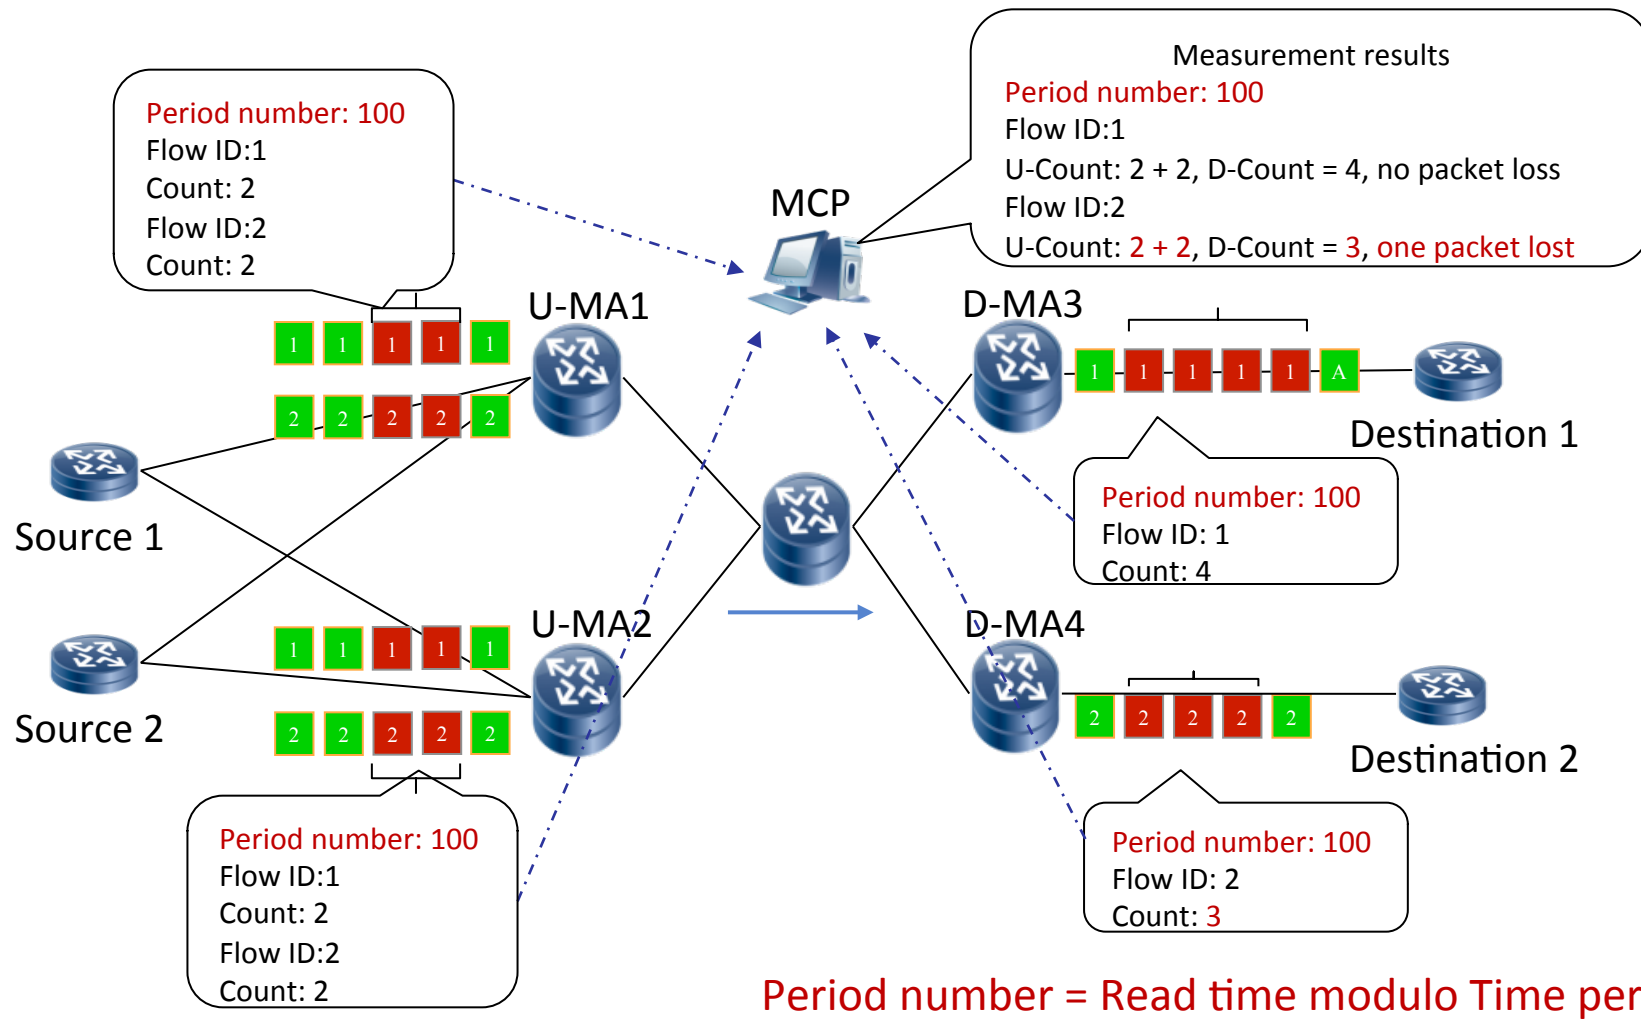 Measurement results
Period number: 100
Flow ID:1
U-Count: 2 + 2, D-Count = 4, no packet loss
Flow ID:2
U-Count: 2 + 2, D-Count = 3, one packet lost
Period number: 100
Flow ID:1
Count: 2
Flow ID:2
Count: 2
MCP
U-MA1
D-MA3
1 1 1 1 1
1 1 1 1 1 A
2 2 2 2 2
Destination 1
Source 1
Period number: 100
Flow ID: 1
Count: 4
U-MA2
D-MA4
1 1 1 1 1
Source 2
2 2 2 2 2
2 2 2 2 2
Destination 2
Period number: 100
Flow ID:1
Count: 2
Flow ID:2
Count: 2
Period number: 100
Flow ID: 2
Count: 3
Period number = Read time modulo Time per